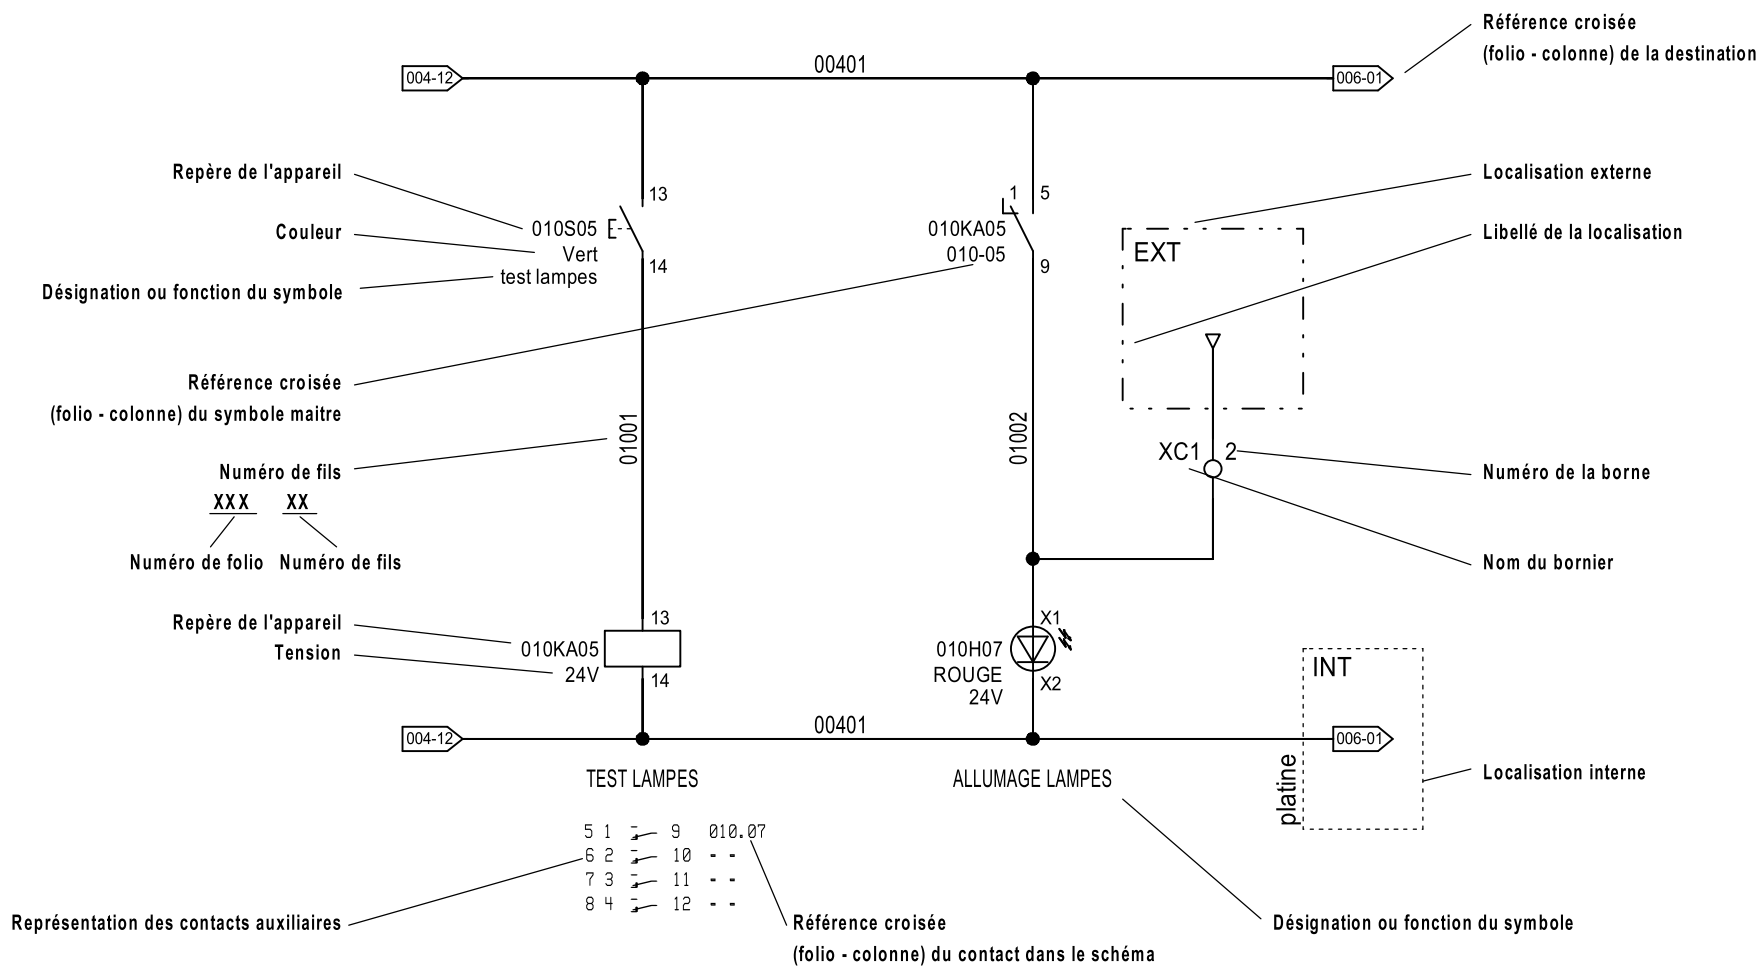 Référence croisée
(folio - colonne) de la destination
004-12
00401
006-01
Repère de l'appareil
Couleur
Désignation ou fonction du symbole
13
010S05
Vert
test lampes
14
1
5
010KA05
010-05
9
EXT
Localisation externe
Libellé de la localisation
Référence croisée
(folio - colonne) du symbole maitre
Numéro de fils
XXX XX
Numéro de folio Numéro de fils
01001
01002
XC1
2
Numéro de la borne
Nom du bornier
Repère de l'appareil
Tension
13
010KA05
24V
14
X1
010H07
ROUGE
24V
X2
INT
004-12
00401
006-01
platine
Localisation interne
TEST LAMPES
ALLUMAGE LAMPES
5 1 9 010.07
6 2 10 - -
7 3 11 - -
8 4 12 - -
Représentation des contacts auxiliaires
Référence croisée
(folio - colonne) du contact dans le schéma
Désignation ou fonction du symbole